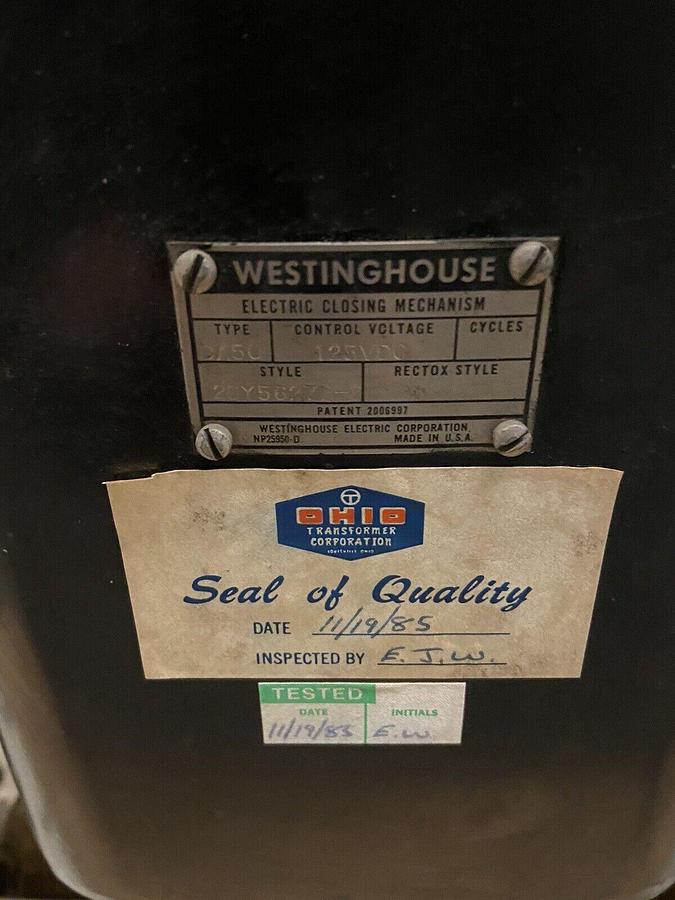 WESTINGHOUSE
ELECTRIC CLOSING MECHANISM
TYPE CONTROL VOLTAGE CYCLES
125VDC
STYLE RECTOX STYLE
PATENT 2006997
WESTINGHOUSE ELECTRIC CORPORATION
NP25950-D MADE IN U.S.A.
OHIO
TRANSFORMER
CORPORATION
Seal of Quality
DATE 11/19/85
INSPECTED BY E.J.W.
TESTED
DATE INITIALS
11/19/85 E.W.